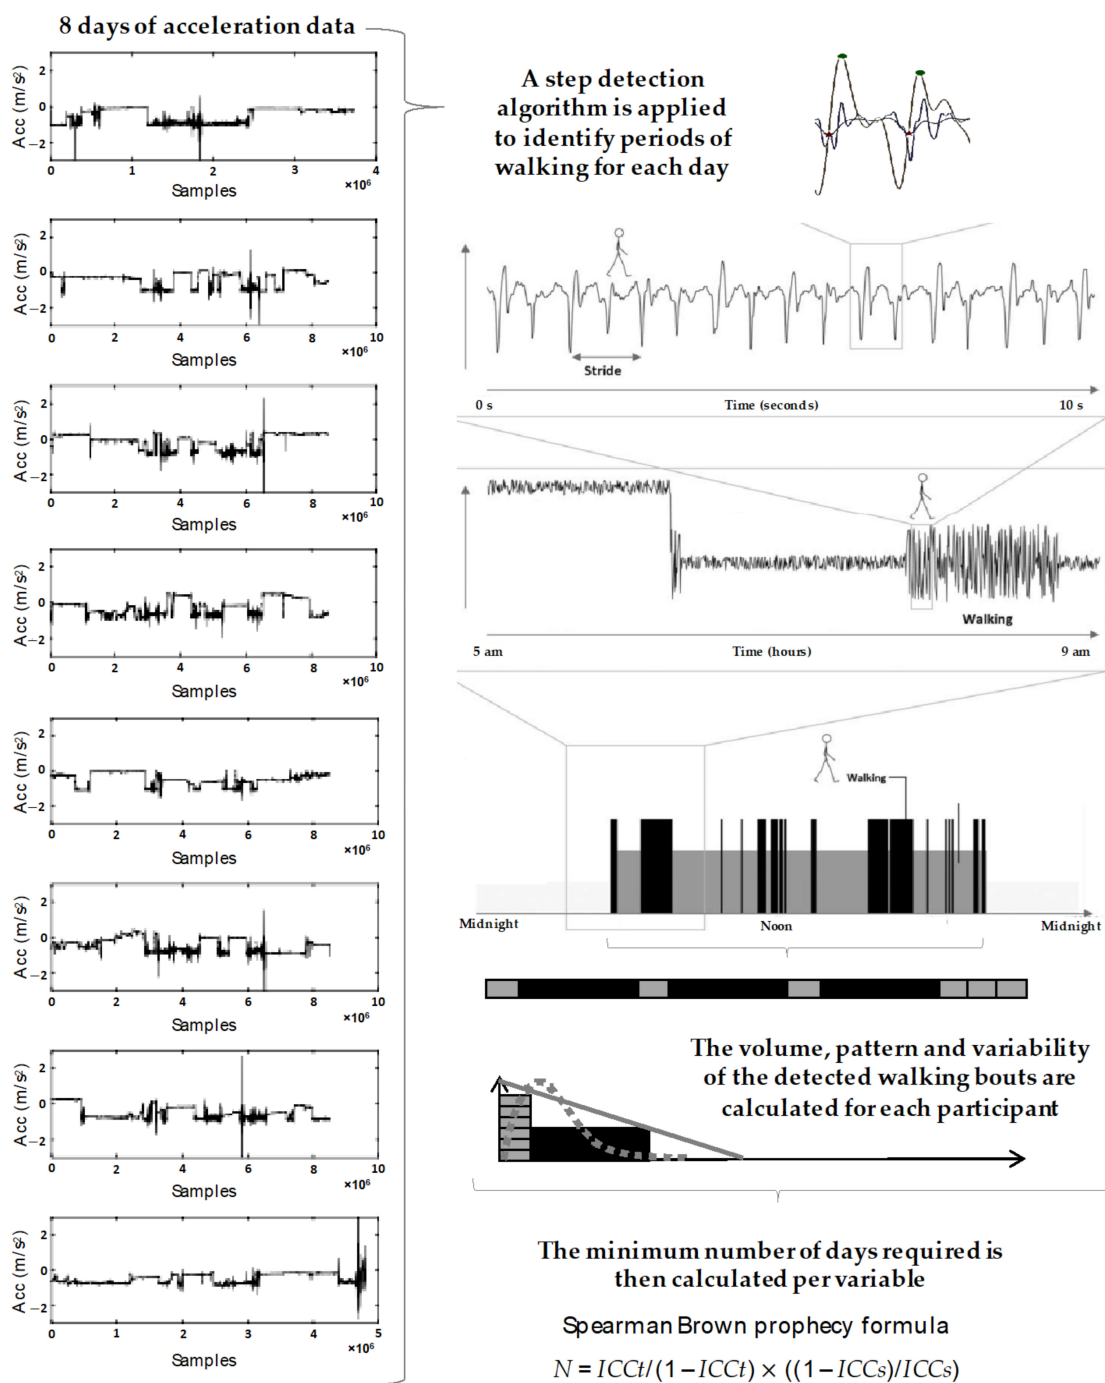 8 days of acceleration data
Acc (m/s²)
2
0
−2
0 1 2 3 4
×10⁶
Samples
Acc (m/s²)
2
0
−2
0 2 4 6 8 10
×10⁶
Samples
Acc (m/s²)
2
0
−2
0 2 4 6 8 10
×10⁶
Samples
Acc (m/s²)
2
0
−2
0 2 4 6 8 10
×10⁶
Samples
Acc (m/s²)
2
0
−2
0 2 4 6 8 10
×10⁶
Samples
Acc (m/s²)
2
0
−2
0 2 4 6 8 10
×10⁶
Samples
Acc (m/s²)
2
0
−2
0 2 4 6 8 10
×10⁶
Samples
Acc (m/s²)
2
0
−2
0 1 2 3 4 5
×10⁶
Samples
A step detection
algorithm is applied
to identify periods of
walking for each day
Stride
0 s Time (seconds) 10 s
Walking
5 am Time (hours) 9 am
Walking
Midnight Noon Midnight
The volume, pattern and variability
of the detected walking bouts are
calculated for each participant
The minimum number of days required is
then calculated per variable
Spearman Brown prophecy formula
N = ICCt/(1 − ICCt) × ((1 − ICCs)/ICCs)